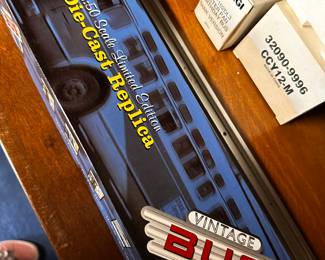 :50 Scale Limited Edition
Die-Cast Replica
VINTAGE
BUS
32090-9996
CCY12-M